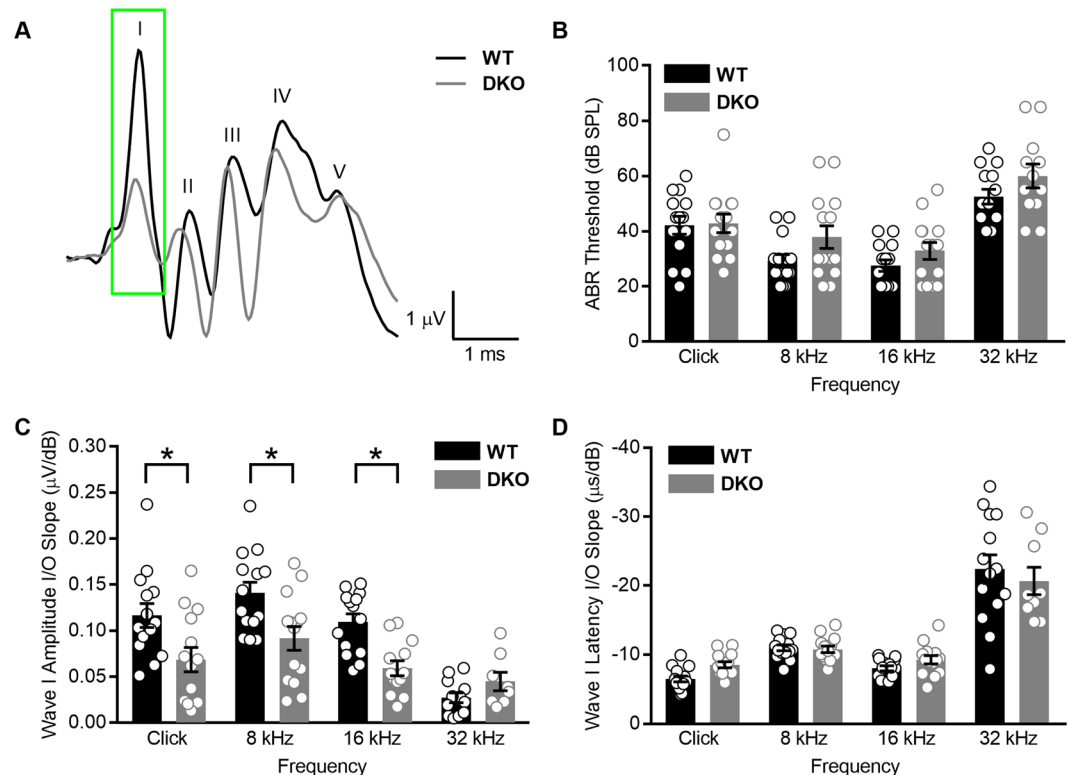 A
I
II
III
IV
V
WT
DKO
1 μV
1 ms
B
ABR Threshold (dB SPL)
100
80
60
40
20
0
WT
DKO
Click 8 kHz 16 kHz 32 kHz
Frequency
C
Wave I Amplitude I/O Slope (μV/dB)
0.30
0.25
0.20
0.15
0.10
0.05
0.00
* * *
WT
DKO
Click 8 kHz 16 kHz 32 kHz
Frequency
D
Wave I Latency I/O Slope (μs/dB)
-40
-30
-20
-10
0
WT
DKO
Click 8 kHz 16 kHz 32 kHz
Frequency